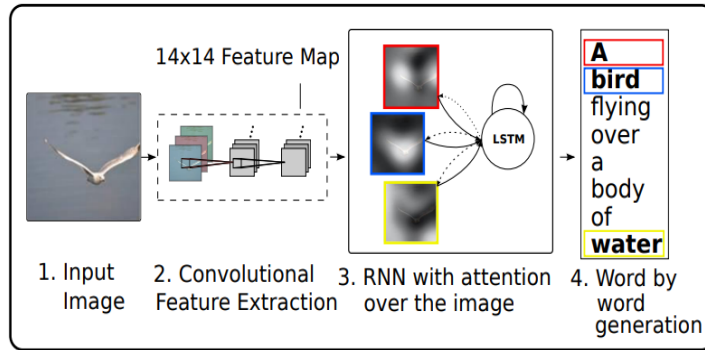 14x14 Feature Map
LSTM
A
bird
flying
over
a
body
of
water
1. Input
Image
2. Convolutional
Feature Extraction
3. RNN with attention
over the image
4. Word by
word
generation